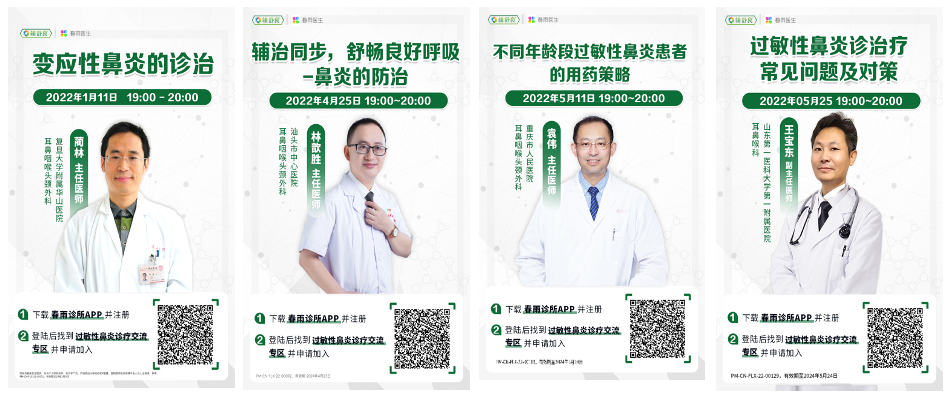 辅舒良 春雨医生
变应性鼻炎的诊治
2022年1月11日 19:00 - 20:00
蔺林 主任医师
复旦大学附属华山医院
耳鼻咽喉头颈外科
1 下载 春雨诊所APP 并注册
2 登陆后找到 过敏性鼻炎诊疗交流
专区 并申请加入
辅舒良 春雨医生
辅治同步，舒畅良好呼吸
–鼻炎的防治
2022年4月25日 19:00~20:00
林歆胜 主任医师
汕头市中心医院
耳鼻咽喉头颈外科
1 下载 春雨诊所APP 并注册
2 登陆后找到 过敏性鼻炎诊疗交流
专区 并申请加入
辅舒良 春雨医生
不同年龄段过敏性鼻炎患者
的用药策略
2022年5月11日 19:00~20:00
袁伟 主任医师
重庆市人民医院
耳鼻咽喉头颈外科
1 下载 春雨诊所APP 并注册
2 登陆后找到 过敏性鼻炎诊疗交流
专区 并申请加入
辅舒良 春雨医生
过敏性鼻炎诊治疗
常见问题及对策
2022年05月25 19:00~20:00
王宝东 副主任医师
山东第一医科大学第一附属医院
耳鼻喉科
1 下载 春雨诊所APP 并注册
2 登陆后找到 过敏性鼻炎诊疗交流
专区 并申请加入
PM-CN-FLX-22-00129，有效期至2024年5月24日